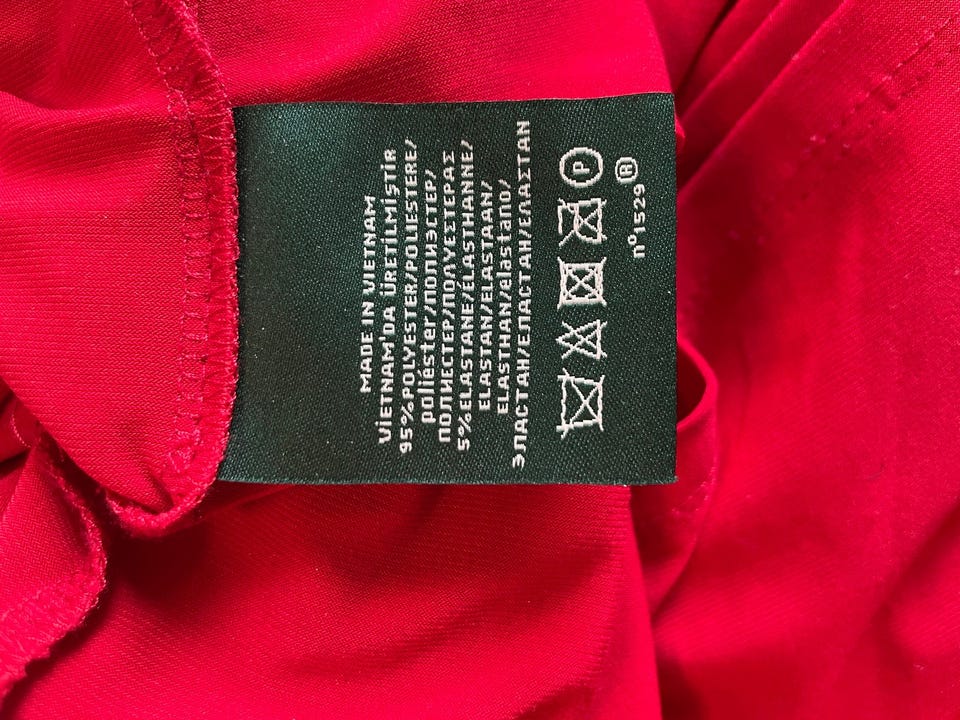 MADE IN VIETNAM
VİETNAM'DA ÜRETİLMİŞTİR
95%POLYESTER/POLIESTERE/
poliéster/ПОЛИЭСТЕР/
ПОЛИЕСТЕР/ΠΟΛΥΕΣΤΕΡΑΣ
5%ELASTANE/ÉLASTHANNE/
ELASTAN/ELASTAAN/
ELASTHAN/elastano/
ЭЛАСТАН/ЕЛАСТАН/ΕΛΑΣΤΑΝ
P
nº1529 ®